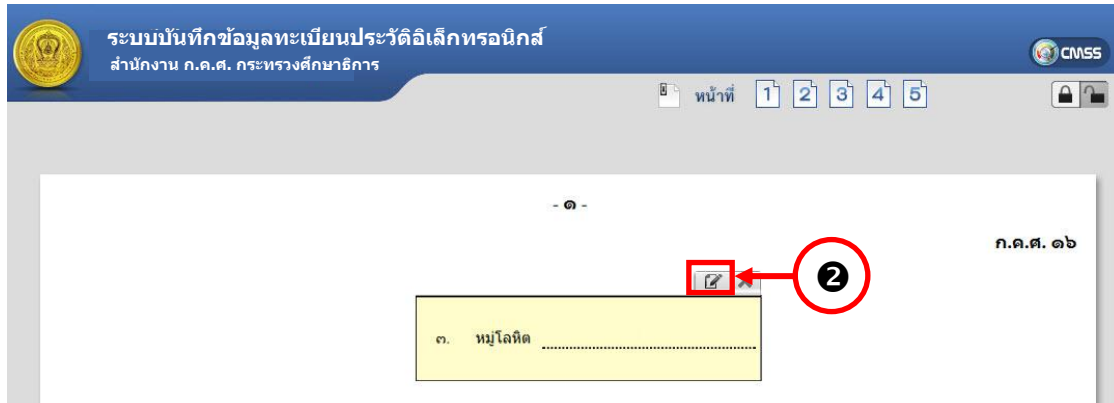 ระบบบันทึกข้อมูลทะเบียนประวัติอิเล็กทรอนิกส์
สำนักงาน ก.ค.ศ. กระทรวงศึกษาธิการ
CMSS
หน้าที่ 1 2 3 4 5
- ๑ -
ก.ค.ศ. ๑๖
❷
๓. หมู่โลหิต